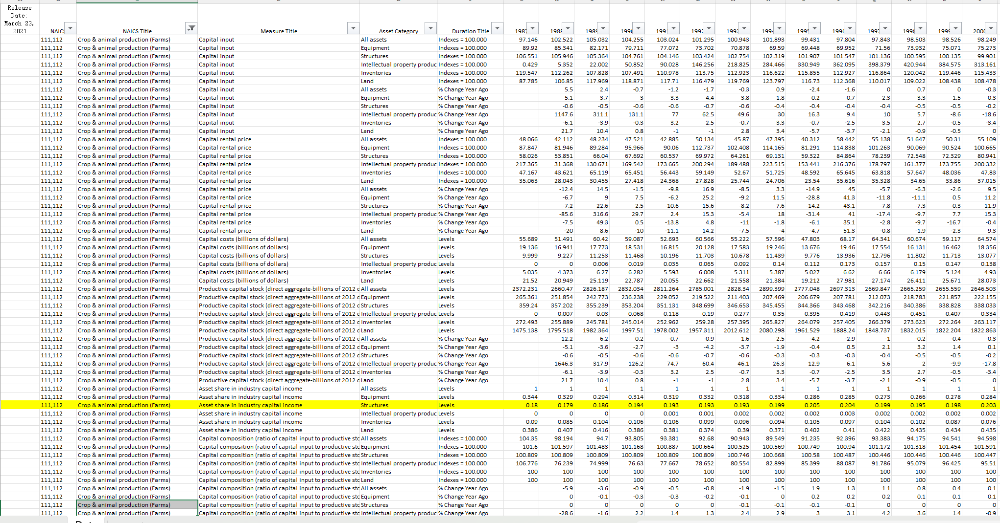 Release
Date:
March 23,
2021 NAICS NAICS Title Measure Title Asset Category Duration Title 1987 1988 1989 1990 1991 1992 1993 1994 1995 1996 1997 1998 1999 2000
111,112 Crop & animal production (Farms) Capital input All assets Indexes = 100.000 97.146 102.522 105.032 104.255 103.024 101.295 100.943 101.893 99.431 97.804 97.843 98.503 98.526 98.249
111,112 Crop & animal production (Farms) Capital input Equipment Indexes = 100.000 89.92 85.341 82.171 79.711 77.072 73.702 70.878 69.59 69.448 69.952 71.56 73.932 75.071 75.273
111,112 Crop & animal production (Farms) Capital input Structures Indexes = 100.000 106.551 105.946 105.364 104.761 104.146 103.424 102.754 102.319 101.907 101.547 101.136 100.595 100.135 99.901
111,112 Crop & animal production (Farms) Capital input Intellectual property produc Indexes = 100.000 0.429 5.352 22.002 50.852 90.028 146.256 218.825 284.466 330.949 362.095 398.379 420.944 384.575 313.161
111,112 Crop & animal production (Farms) Capital input Inventories Indexes = 100.000 119.547 112.262 107.828 107.491 110.978 113.75 112.923 116.622 115.855 112.927 116.864 120.042 119.446 115.433
111,112 Crop & animal production (Farms) Capital input Land Indexes = 100.000 87.785 106.85 117.969 118.871 117.71 116.479 119.769 123.797 116.73 112.368 110.017 109.022 108.438 108.478
111,112 Crop & animal production (Farms) Capital input All assets % Change Year Ago 5.5 2.4 -0.7 -1.2 -1.7 -0.3 0.9 -2.4 -1.6 0 0.7 0 -0.3
111,112 Crop & animal production (Farms) Capital input Equipment % Change Year Ago -5.1 -3.7 -3 -3.3 -4.4 -3.8 -1.8 -0.2 0.7 2.3 3.3 1.5 0.3
111,112 Crop & animal production (Farms) Capital input Structures % Change Year Ago -0.6 -0.5 -0.6 -0.6 -0.7 -0.6 -0.4 -0.4 -0.4 -0.4 -0.5 -0.5 -0.2
111,112 Crop & animal production (Farms) Capital input Intellectual property produc % Change Year Ago 1147.6 311.1 131.1 77 62.5 49.6 30 16.3 9.4 10 5.7 -8.6 -18.6
111,112 Crop & animal production (Farms) Capital input Inventories % Change Year Ago -6.1 -3.9 -0.3 3.2 2.5 -0.7 3.3 -0.7 -2.5 3.5 2.7 -0.5 -3.4
111,112 Crop & animal production (Farms) Capital input Land % Change Year Ago 21.7 10.4 0.8 -1 -1 2.8 3.4 -5.7 -3.7 -2.1 -0.9 -0.5 0
111,112 Crop & animal production (Farms) Capital rental price All assets Indexes = 100.000 48.066 42.112 48.234 47.521 42.885 50.134 45.87 47.395 40.312 58.442 55.138 51.647 50.31 55.109
111,112 Crop & animal production (Farms) Capital rental price Equipment Indexes = 100.000 87.847 81.946 89.284 95.966 90.06 112.737 102.408 114.165 81.291 114.838 101.263 90.069 90.524 100.665
111,112 Crop & animal production (Farms) Capital rental price Structures Indexes = 100.000 58.026 53.851 66.04 67.692 60.537 69.972 64.261 69.131 59.322 84.864 78.239 72.548 72.329 80.941
111,112 Crop & animal production (Farms) Capital rental price Intellectual property produc Indexes = 100.000 217.365 31.368 130.671 169.542 173.665 200.294 189.488 223.515 153.441 216.376 178.797 161.377 173.755 200.332
111,112 Crop & animal production (Farms) Capital rental price Inventories Indexes = 100.000 47.167 43.621 65.119 65.451 56.443 59.149 52.67 51.725 48.592 65.645 63.818 57.647 48.036 47.83
111,112 Crop & animal production (Farms) Capital rental price Land Indexes = 100.000 35.063 28.043 30.455 27.418 24.368 27.828 25.744 24.706 23.54 35.616 35.328 34.65 33.86 37.015
111,112 Crop & animal production (Farms) Capital rental price All assets % Change Year Ago -12.4 14.5 -1.5 -9.8 16.9 -8.5 3.3 -14.9 45 -5.7 -6.3 -2.6 9.5
111,112 Crop & animal production (Farms) Capital rental price Equipment % Change Year Ago -6.7 9 7.5 -6.2 25.2 -9.2 11.5 -28.8 41.3 -11.8 -11.1 0.5 11.2
111,112 Crop & animal production (Farms) Capital rental price Structures % Change Year Ago -7.2 22.6 2.5 -10.6 15.6 -8.2 7.6 -14.2 43.1 -7.8 -7.3 -0.3 11.9
111,112 Crop & animal production (Farms) Capital rental price Intellectual property produc % Change Year Ago -85.6 316.6 29.7 2.4 15.3 -5.4 18 -31.4 41 -17.4 -9.7 7.7 15.3
111,112 Crop & animal production (Farms) Capital rental price Inventories % Change Year Ago -7.5 49.3 0.5 -13.8 4.8 -11 -1.8 -6.1 35.1 -2.8 -9.7 -16.7 -0.4
111,112 Crop & animal production (Farms) Capital rental price Land % Change Year Ago -20 8.6 -10 -11.1 14.2 -7.5 -4 -4.7 51.3 -0.8 -1.9 -2.3 9.3
111,112 Crop & animal production (Farms) Capital costs (billions of dollars) All assets Levels 55.689 51.491 60.42 59.087 52.693 60.566 55.222 57.596 47.803 68.17 64.341 60.674 59.117 64.574
111,112 Crop & animal production (Farms) Capital costs (billions of dollars) Equipment Levels 19.136 16.941 17.773 18.531 16.815 20.128 17.583 19.246 13.676 19.46 17.554 16.131 16.462 18.356
111,112 Crop & animal production (Farms) Capital costs (billions of dollars) Structures Levels 9.999 9.227 11.253 11.468 10.196 11.703 10.678 11.439 9.776 13.936 12.796 11.802 11.713 13.077
111,112 Crop & animal production (Farms) Capital costs (billions of dollars) Intellectual property produc Levels 0 0 0.006 0.019 0.035 0.065 0.092 0.14 0.112 0.173 0.157 0.15 0.147 0.138
111,112 Crop & animal production (Farms) Capital costs (billions of dollars) Inventories Levels 5.035 4.373 6.27 6.282 5.593 6.008 5.311 5.387 5.027 6.62 6.66 6.179 5.124 4.93
111,112 Crop & animal production (Farms) Capital costs (billions of dollars) Land Levels 21.52 20.949 25.119 22.787 20.055 22.662 21.558 21.384 19.212 27.981 27.174 26.411 25.671 28.073
111,112 Crop & animal production (Farms) Productive capital stock (direct aggregate-billions of 2012 d All assets Levels 2372.231 2660.47 2826.187 2832.034 2811.264 2785.001 2828.34 2899.399 2777.048 2697.313 2669.847 2665.259 2655.559 2646.503
111,112 Crop & animal production (Farms) Productive capital stock (direct aggregate-billions of 2012 d Equipment Levels 265.361 251.854 242.773 236.238 229.052 219.522 211.403 207.469 206.679 207.781 212.073 218.783 221.857 222.155
111,112 Crop & animal production (Farms) Productive capital stock (direct aggregate-billions of 2012 d Structures Levels 359.24 357.202 355.239 353.204 351.131 348.699 346.653 345.455 344.366 343.468 342.216 340.386 338.828 338.033
111,112 Crop & animal production (Farms) Productive capital stock (direct aggregate-billions of 2012 d Intellectual property produc Levels 0 0.007 0.03 0.068 0.118 0.19 0.277 0.35 0.395 0.419 0.443 0.451 0.407 0.334
111,112 Crop & animal production (Farms) Productive capital stock (direct aggregate-billions of 2012 d Inventories Levels 272.493 255.889 245.781 245.014 252.962 259.28 257.395 265.827 264.079 257.405 266.379 273.623 272.264 263.117
111,112 Crop & animal production (Farms) Productive capital stock (direct aggregate-billions of 2012 d Land Levels 1475.138 1795.518 1982.364 1997.51 1978.002 1957.311 2012.612 2080.298 1961.529 1888.24 1848.737 1832.015 1822.204 1822.863
111,112 Crop & animal production (Farms) Productive capital stock (direct aggregate-billions of 2012 d All assets % Change Year Ago 12.2 6.2 0.2 -0.7 -0.9 1.6 2.5 -4.2 -2.9 -1 -0.2 -0.4 -0.3
111,112 Crop & animal production (Farms) Productive capital stock (direct aggregate-billions of 2012 d Equipment % Change Year Ago -5.1 -3.6 -2.7 -3 -4.2 -3.7 -1.9 -0.4 0.5 2.1 3.2 1.4 0.1
111,112 Crop & animal production (Farms) Productive capital stock (direct aggregate-billions of 2012 d Structures % Change Year Ago -0.6 -0.5 -0.6 -0.6 -0.7 -0.6 -0.3 -0.3 -0.3 -0.4 -0.5 -0.5 -0.2
111,112 Crop & animal production (Farms) Productive capital stock (direct aggregate-billions of 2012 d Intellectual property produc % Change Year Ago 1646.3 317.9 126.2 74.7 60.4 46.1 26.3 12.9 6.1 5.6 2 -9.9 -17.8
111,112 Crop & animal production (Farms) Productive capital stock (direct aggregate-billions of 2012 d Inventories % Change Year Ago -6.1 -3.9 -0.3 3.2 2.5 -0.7 3.3 -0.7 -2.5 3.5 2.7 -0.5 -3.4
111,112 Crop & animal production (Farms) Productive capital stock (direct aggregate-billions of 2012 d Land % Change Year Ago 21.7 10.4 0.8 -1 -1 2.8 3.4 -5.7 -3.7 -2.1 -0.9 -0.5 0
111,112 Crop & animal production (Farms) Asset share in industry capital income All assets Levels 1 1 1 1 1 1 1 1 1 1 1 1 1 1
111,112 Crop & animal production (Farms) Asset share in industry capital income Equipment Levels 0.344 0.329 0.294 0.314 0.319 0.332 0.318 0.334 0.286 0.285 0.273 0.266 0.278 0.284
111,112 Crop & animal production (Farms) Asset share in industry capital income Structures Levels 0.18 0.179 0.186 0.194 0.193 0.193 0.193 0.199 0.205 0.204 0.199 0.195 0.198 0.203
111,112 Crop & animal production (Farms) Asset share in industry capital income Intellectual property produc Levels 0 0 0 0 0.001 0.001 0.002 0.002 0.002 0.003 0.002 0.002 0.002 0.002
111,112 Crop & animal production (Farms) Asset share in industry capital income Inventories Levels 0.09 0.085 0.104 0.106 0.106 0.099 0.096 0.094 0.105 0.097 0.104 0.102 0.087 0.076
111,112 Crop & animal production (Farms) Asset share in industry capital income Land Levels 0.386 0.407 0.416 0.386 0.381 0.374 0.39 0.371 0.402 0.41 0.422 0.435 0.434 0.435
111,112 Crop & animal production (Farms) Capital composition (ratio of capital input to productive stc All assets Indexes = 100.000 104.35 98.194 94.7 93.805 93.381 92.68 90.943 89.549 91.235 92.396 93.383 94.175 94.541 94.598
111,112 Crop & animal production (Farms) Capital composition (ratio of capital input to productive stc Equipment Indexes = 100.000 101.6 101.597 101.483 101.168 100.887 100.664 100.525 100.569 100.749 100.94 101.172 101.318 101.454 101.591
111,112 Crop & animal production (Farms) Capital composition (ratio of capital input to productive stc Structures Indexes = 100.000 100.809 100.809 100.809 100.809 100.809 100.809 100.746 100.668 100.58 100.487 100.446 100.446 100.446 100.447
111,112 Crop & animal production (Farms) Capital composition (ratio of capital input to productive stc Intellectual property produc Indexes = 100.000 106.776 76.239 74.999 76.63 77.667 78.652 80.554 82.899 85.399 88.087 91.786 95.079 96.425 95.51
111,112 Crop & animal production (Farms) Capital composition (ratio of capital input to productive stc Inventories Indexes = 100.000 100 100 100 100 100 100 100 100 100 100 100 100 100 100
111,112 Crop & animal production (Farms) Capital composition (ratio of capital input to productive stc Land Indexes = 100.000 100 100 100 100 100 100 100 100 100 100 100 100 100 100
111,112 Crop & animal production (Farms) Capital composition (ratio of capital input to productive stc All assets % Change Year Ago -5.9 -3.6 -0.9 -0.5 -0.8 -1.9 -1.5 1.9 1.3 1.1 0.8 0.4 0.1
111,112 Crop & animal production (Farms) Capital composition (ratio of capital input to productive stc Equipment % Change Year Ago 0 -0.1 -0.3 -0.3 -0.2 -0.1 0 0.2 0.2 0.2 0.1 0.1 0.1
111,112 Crop & animal production (Farms) Capital composition (ratio of capital input to productive stc Structures % Change Year Ago 0 0 0 0 0 -0.1 -0.1 -0.1 -0.1 0 0 0 0
111,112 Crop & animal production (Farms) Capital composition (ratio of capital input to productive stc Intellectual property produc % Change Year Ago -28.6 -1.6 2.2 1.4 1.3 2.4 2.9 3 3.1 4.2 3.6 1.4 -0.9